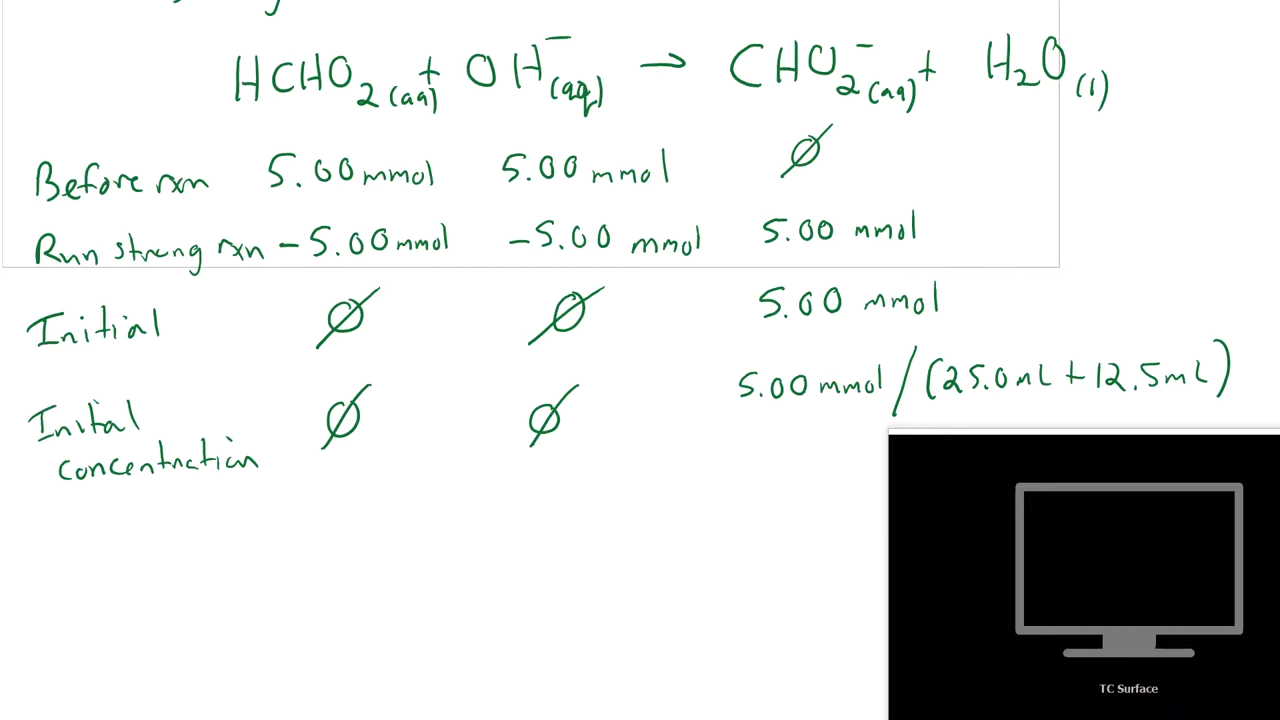 HCHO₂(aq) + OH⁻(aq) → CHO₂⁻(aq) + H₂O(l)
Before rxn 5.00 mmol 5.00 mmol ∅
Run strong rxn -5.00 mmol -5.00 mmol 5.00 mmol
Initial ∅ ∅ 5.00 mmol
Initial ∅ ∅ 5.00 mmol / (25.0 mL + 12.5 mL)
concentration
TC Surface